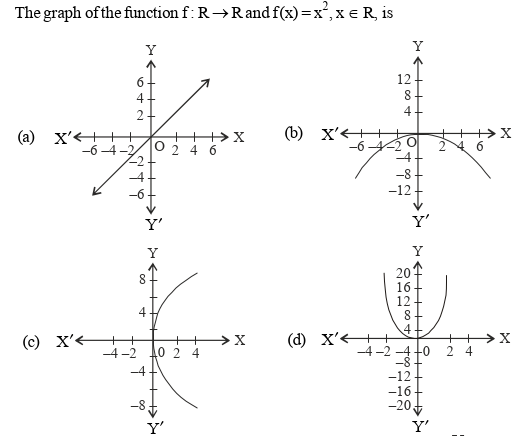 The graph of the function f : R → R and f(x) = x², x ∈ R, is
(a)
Y
6
4
2
X′ –6 –4 –2 O 2 4 6 X
–2
–4
–6
Y′
(b)
Y
12
8
4
X′ –6 –4 –2 O 2 4 6 X
–4
–8
–12
Y′
(c)
Y
8
4
X′ –4 –2 0 2 4 X
–4
–8
Y′
(d)
Y
20
16
12
8
4
X′ –4 –2 0 2 4 X
–4
–8
–12
–16
–20
Y′